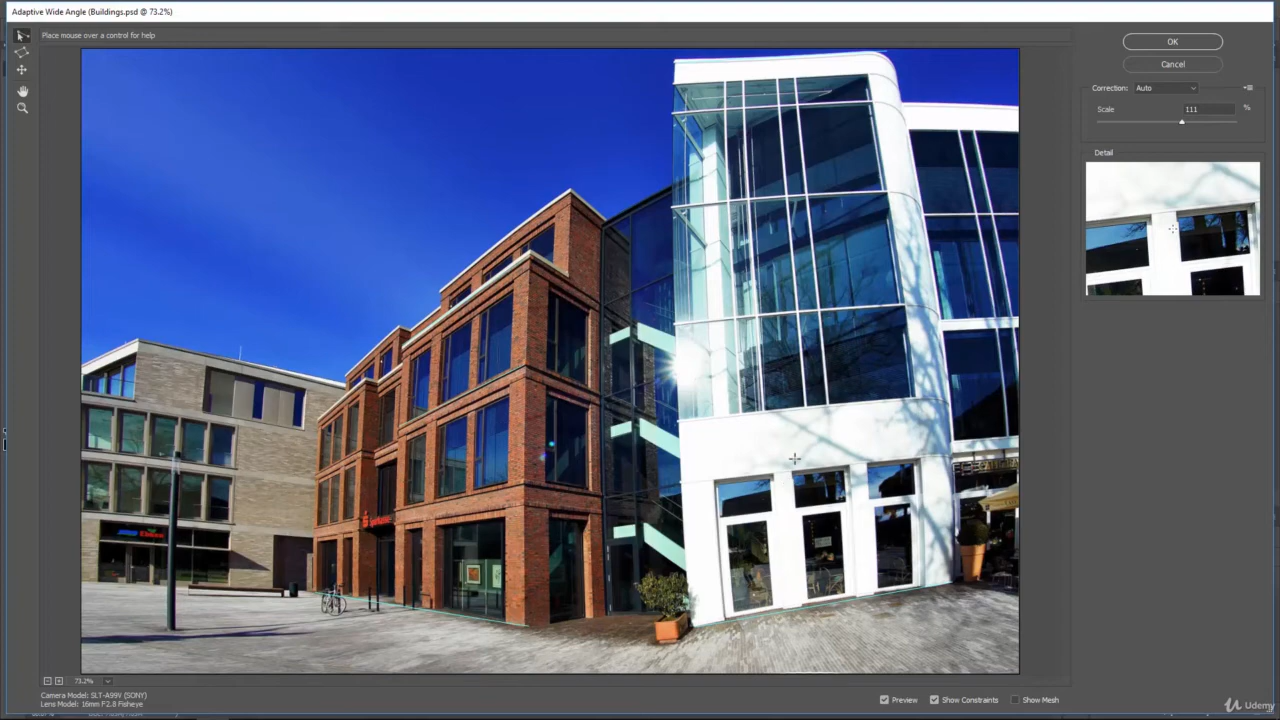 Adaptive Wide Angle (Buildings.psd @ 73.2%)
Place mouse over a control for help
OK
Cancel
Correction: Auto
Scale 111 %
Detail
73.2%
Camera Model: SLT-A99V (SONY)
Lens Model: 16mm F2.8 Fisheye
Preview
Show Constraints
Show Mesh
Udemy